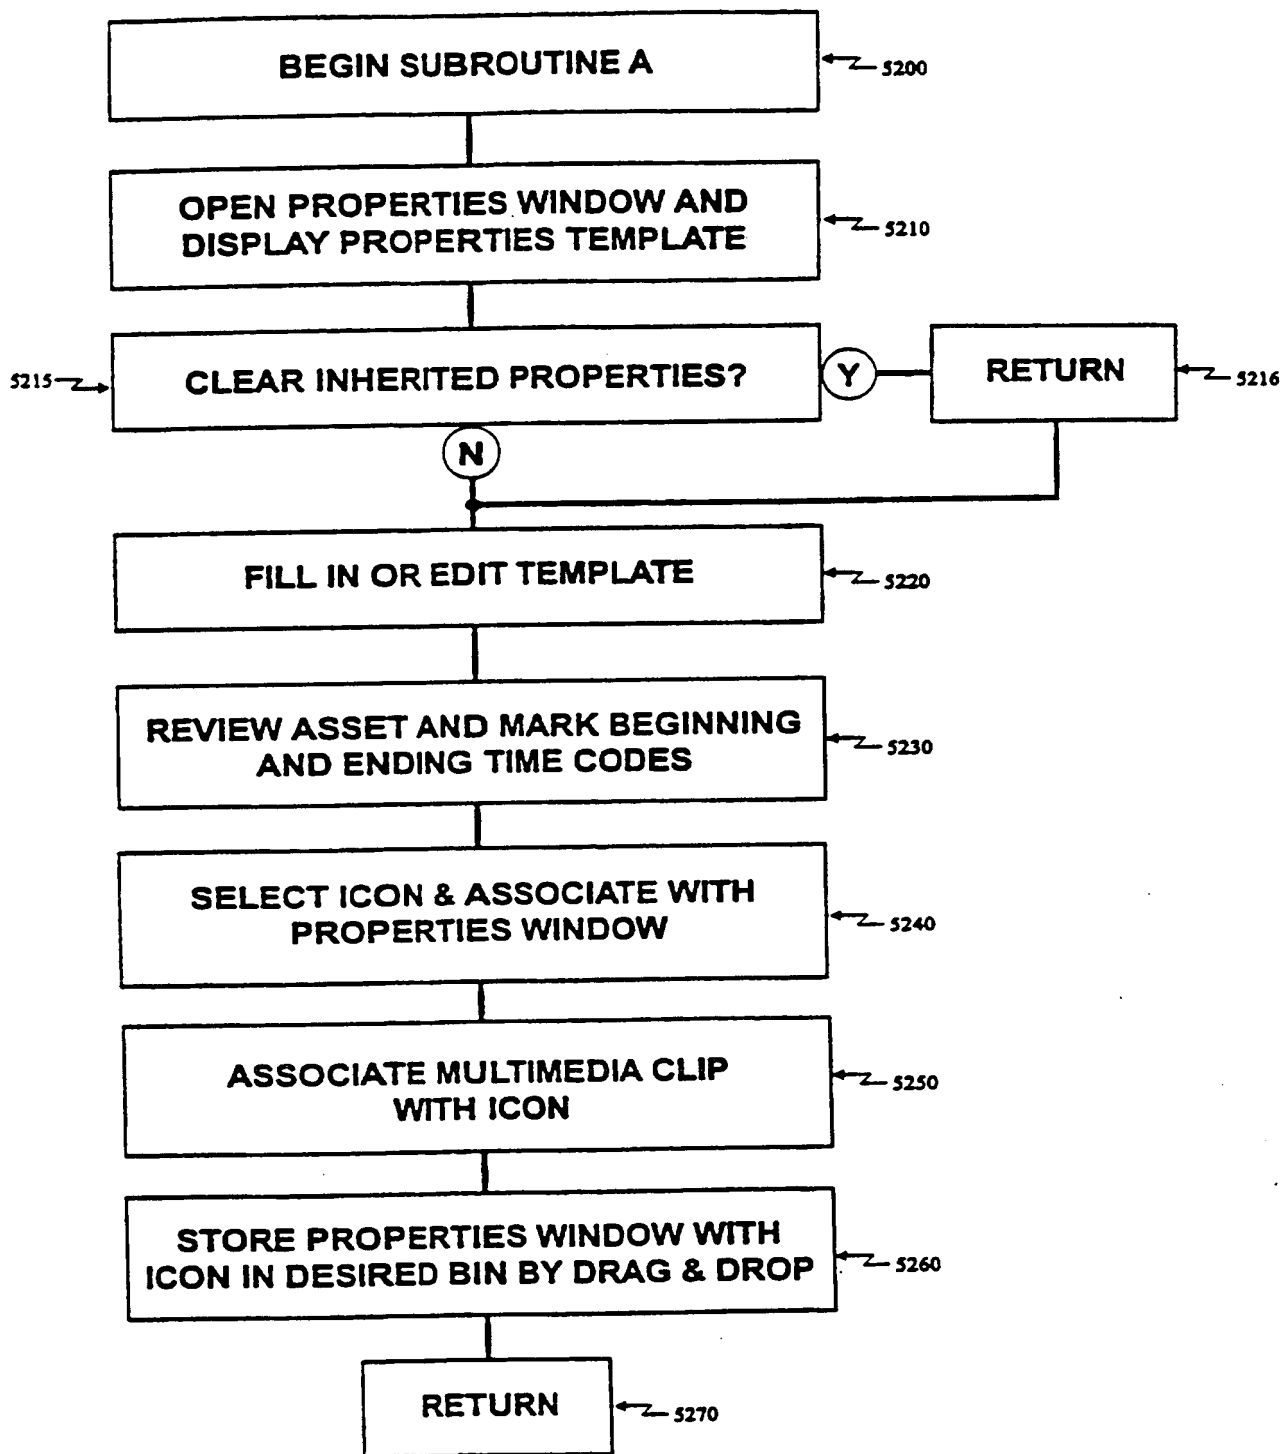 BEGIN SUBROUTINE A
5200
OPEN PROPERTIES WINDOW AND
DISPLAY PROPERTIES TEMPLATE
5210
5215
CLEAR INHERITED PROPERTIES?
Y
RETURN
5216
N
FILL IN OR EDIT TEMPLATE
5220
REVIEW ASSET AND MARK BEGINNING
AND ENDING TIME CODES
5230
SELECT ICON & ASSOCIATE WITH
PROPERTIES WINDOW
5240
ASSOCIATE MULTIMEDIA CLIP
WITH ICON
5250
STORE PROPERTIES WINDOW WITH
ICON IN DESIRED BIN BY DRAG & DROP
5260
RETURN
5270